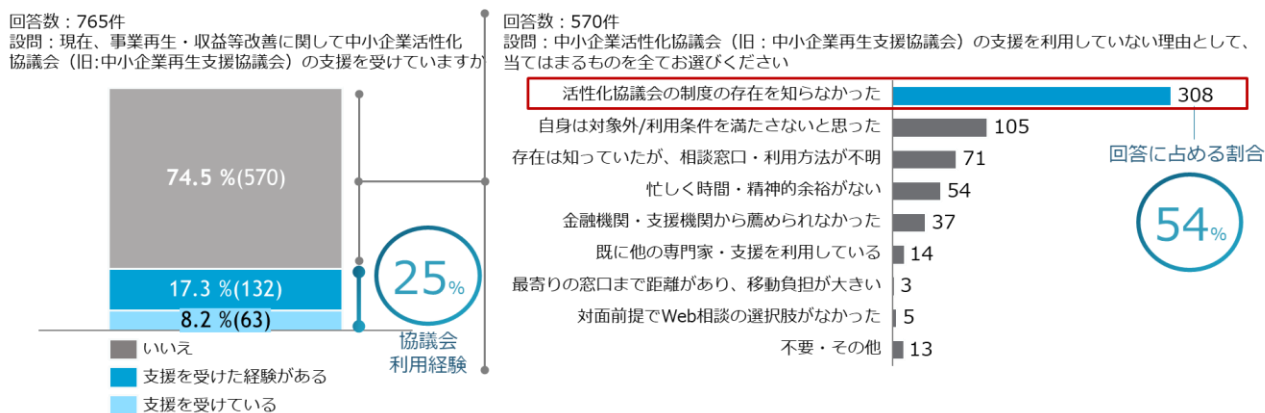 回答数：765件
設問：現在、事業再生・収益等改善に関して中小企業活性化
協議会（旧:中小企業再生支援協議会）の支援を受けていますか
74.5 %(570)
17.3 %(132)
8.2 %(63)
25%
協議会
利用経験
いいえ
支援を受けた経験がある
支援を受けている
回答数：570件
設問：中小企業活性化協議会（旧：中小企業再生支援協議会）の支援を利用していない理由として、
当てはまるものを全てお選びください
活性化協議会の制度の存在を知らなかった 308
自身は対象外/利用条件を満たさないと思った 105
存在は知っていたが、相談窓口・利用方法が不明 71
忙しく時間・精神的余裕がない 54
金融機関・支援機関から薦められなかった 37
既に他の専門家・支援を利用している 14
最寄りの窓口まで距離があり、移動負担が大きい 3
対面前提でWeb相談の選択肢がなかった 5
不要・その他 13
回答に占める割合
54%